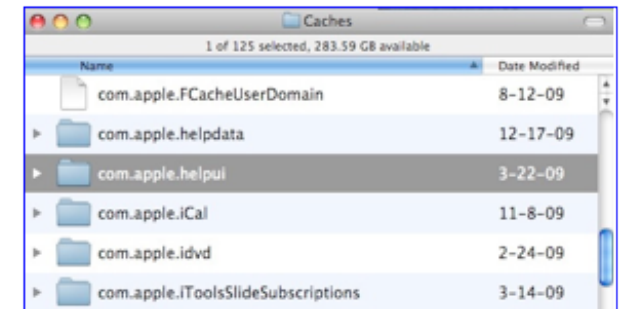 Caches
1 of 125 selected, 283.59 GB available
Name Date Modified
com.apple.FCacheUserDomain 8-12-09
com.apple.helpdata 12-17-09
com.apple.helpui 3-22-09
com.apple.iCal 11-8-09
com.apple.idvd 2-24-09
com.apple.iToolsSlideSubscriptions 3-14-09